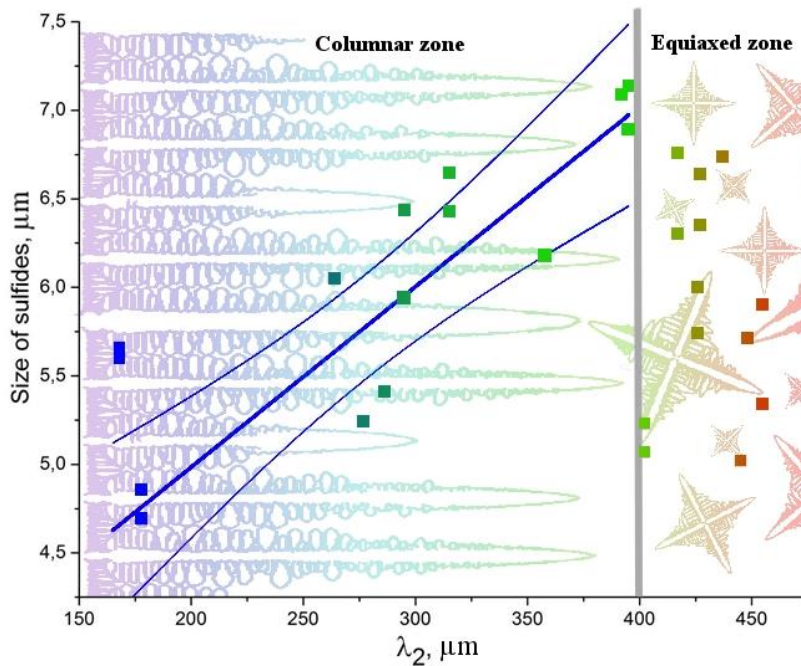 Columnar zone
Equiaxed zone
Size of sulfides, μm
7,5
7,0
6,5
6,0
5,5
5,0
4,5
150 200 250 300 350 400 450
λ2, μm